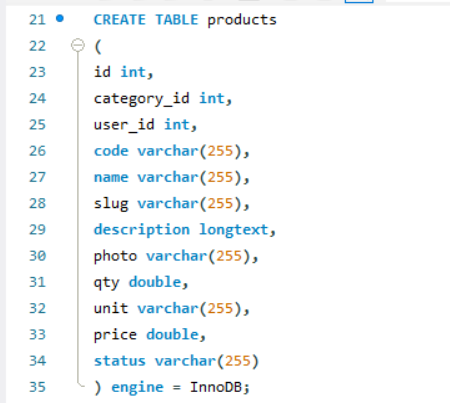 21 CREATE TABLE products
22 (
23 id int,
24 category_id int,
25 user_id int,
26 code varchar(255),
27 name varchar(255),
28 slug varchar(255),
29 description longtext,
30 photo varchar(255),
31 qty double,
32 unit varchar(255),
33 price double,
34 status varchar(255)
35 ) engine = InnoDB;